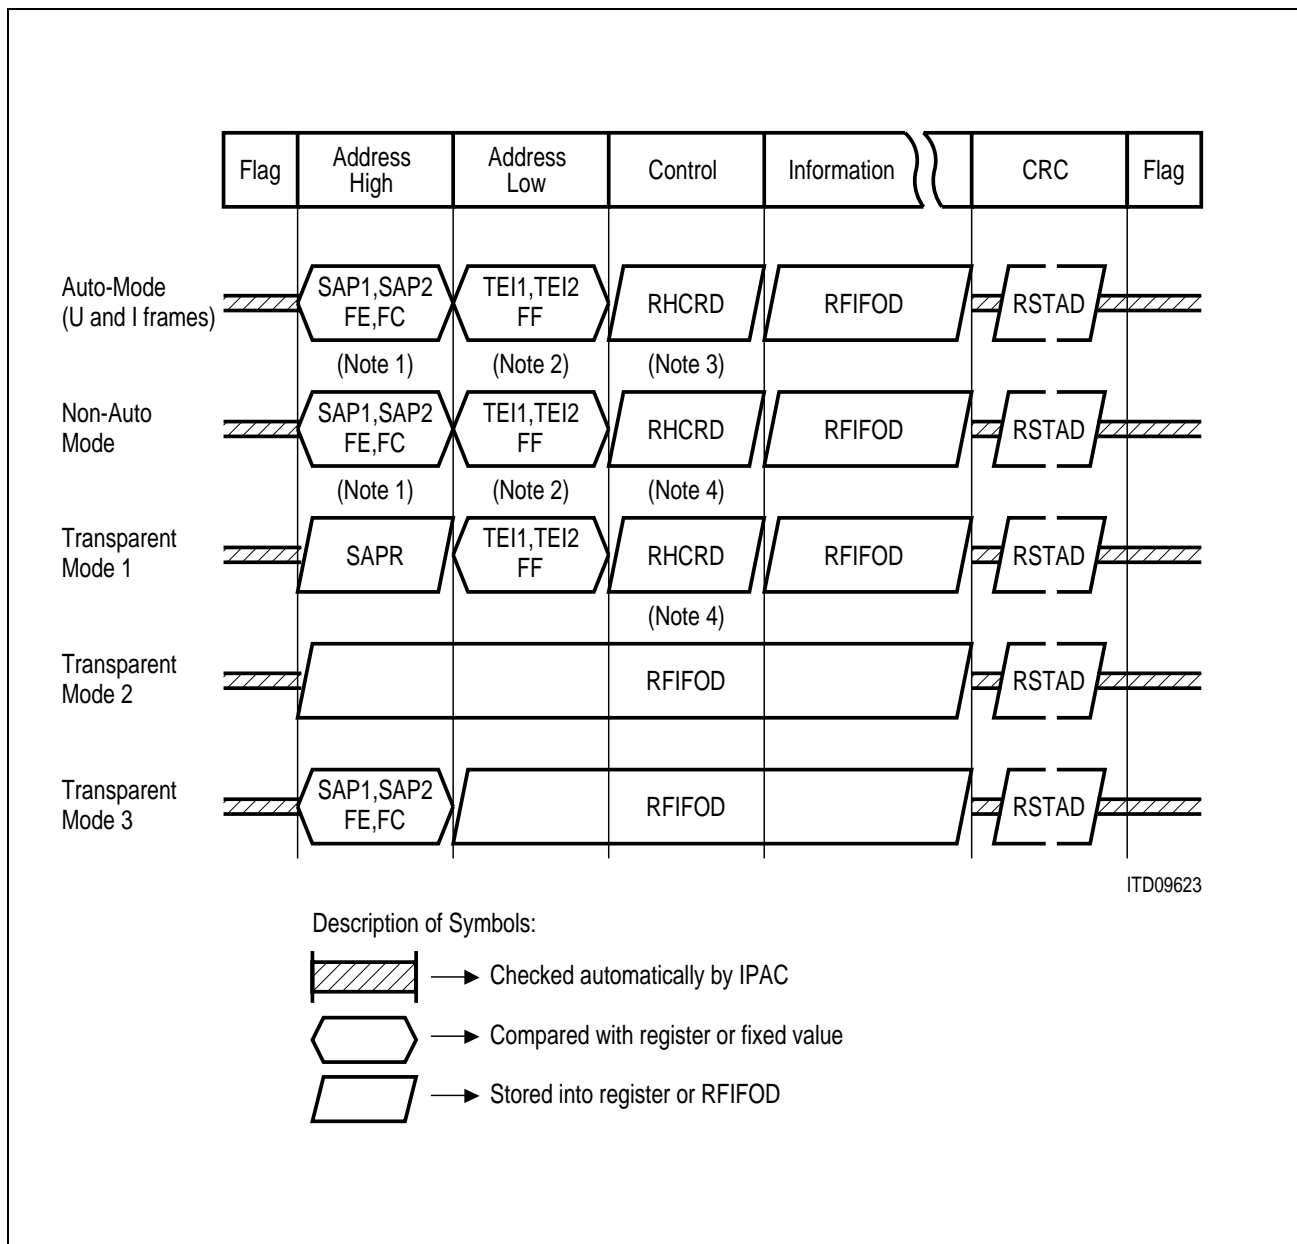 Flag Address High Address Low Control Information CRC Flag
Auto-Mode (U and I frames)
SAP1,SAP2 FE,FC
TEI1,TEI2 FF
RHCRD
RFIFOD
RSTAD
(Note 1) (Note 2) (Note 3)
Non-Auto Mode
SAP1,SAP2 FE,FC
TEI1,TEI2 FF
RHCRD
RFIFOD
RSTAD
(Note 1) (Note 2) (Note 4)
Transparent Mode 1
SAPR
TEI1,TEI2 FF
RHCRD
RFIFOD
RSTAD
(Note 4)
Transparent Mode 2
RFIFOD
RSTAD
Transparent Mode 3
SAP1,SAP2 FE,FC
RFIFOD
RSTAD
ITD09623
Description of Symbols:
Checked automatically by IPAC
Compared with register or fixed value
Stored into register or RFIFOD